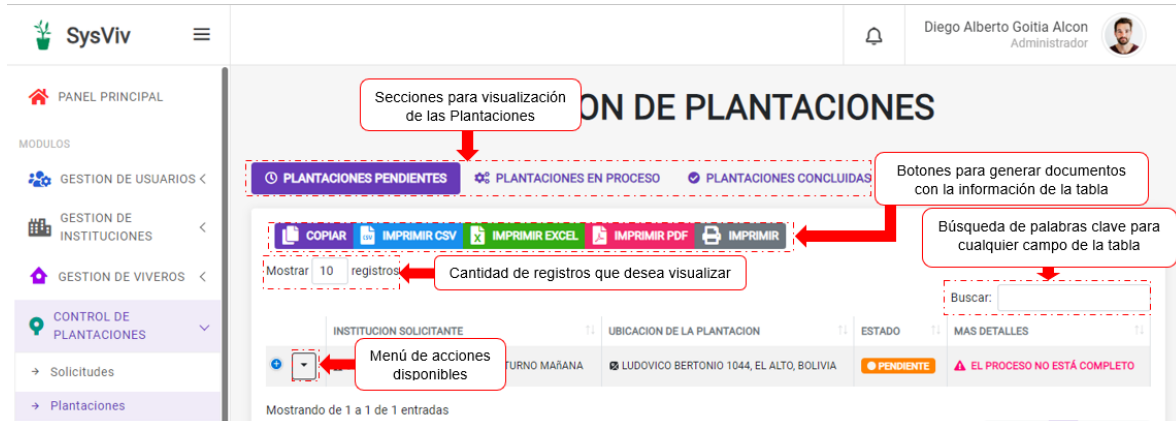 SysViv
Diego Alberto Goitia Alcon
Administrador
PANEL PRINCIPAL
MODULOS
GESTION DE USUARIOS
GESTION DE
INSTITUCIONES
GESTION DE VIVEROS
CONTROL DE
PLANTACIONES
Solicitudes
Plantaciones
Secciones para visualización
de las Plantaciones
DE PLANTACIONES
PLANTACIONES PENDIENTES
PLANTACIONES EN PROCESO
PLANTACIONES CONCLUIDAS
Botones para generar documentos
con la información de la tabla
COPIAR
CSV
IMPRIMIR CSV
IMPRIMIR EXCEL
IMPRIMIR PDF
IMPRIMIR
Búsqueda de palabras clave para
cualquier campo de la tabla
Mostrar 10 registros
Cantidad de registros que desea visualizar
Buscar:
INSTITUCION SOLICITANTE
UBICACION DE LA PLANTACION
ESTADO
MAS DETALLES
Menú de acciones
disponibles
TURNO MAñANA
LUDOVICO BERTONIO 1044, EL ALTO, BOLIVIA
PENDIENTE
EL PROCESO NO ESTÁ COMPLETO
Mostrando de 1 a 1 de 1 entradas